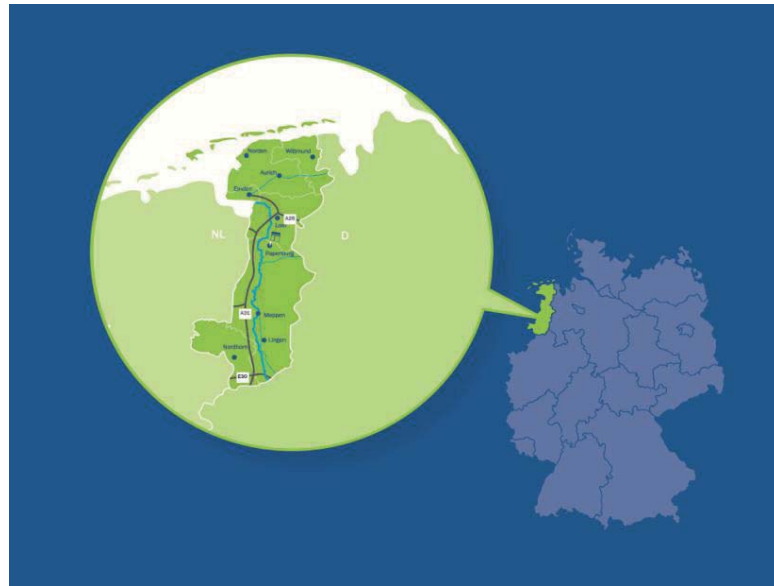 Norden
Wittmund
Aurich
Emden
A28
Leer
NL
D
Papenburg
Meppen
A31
Lingen
Nordhorn
E30